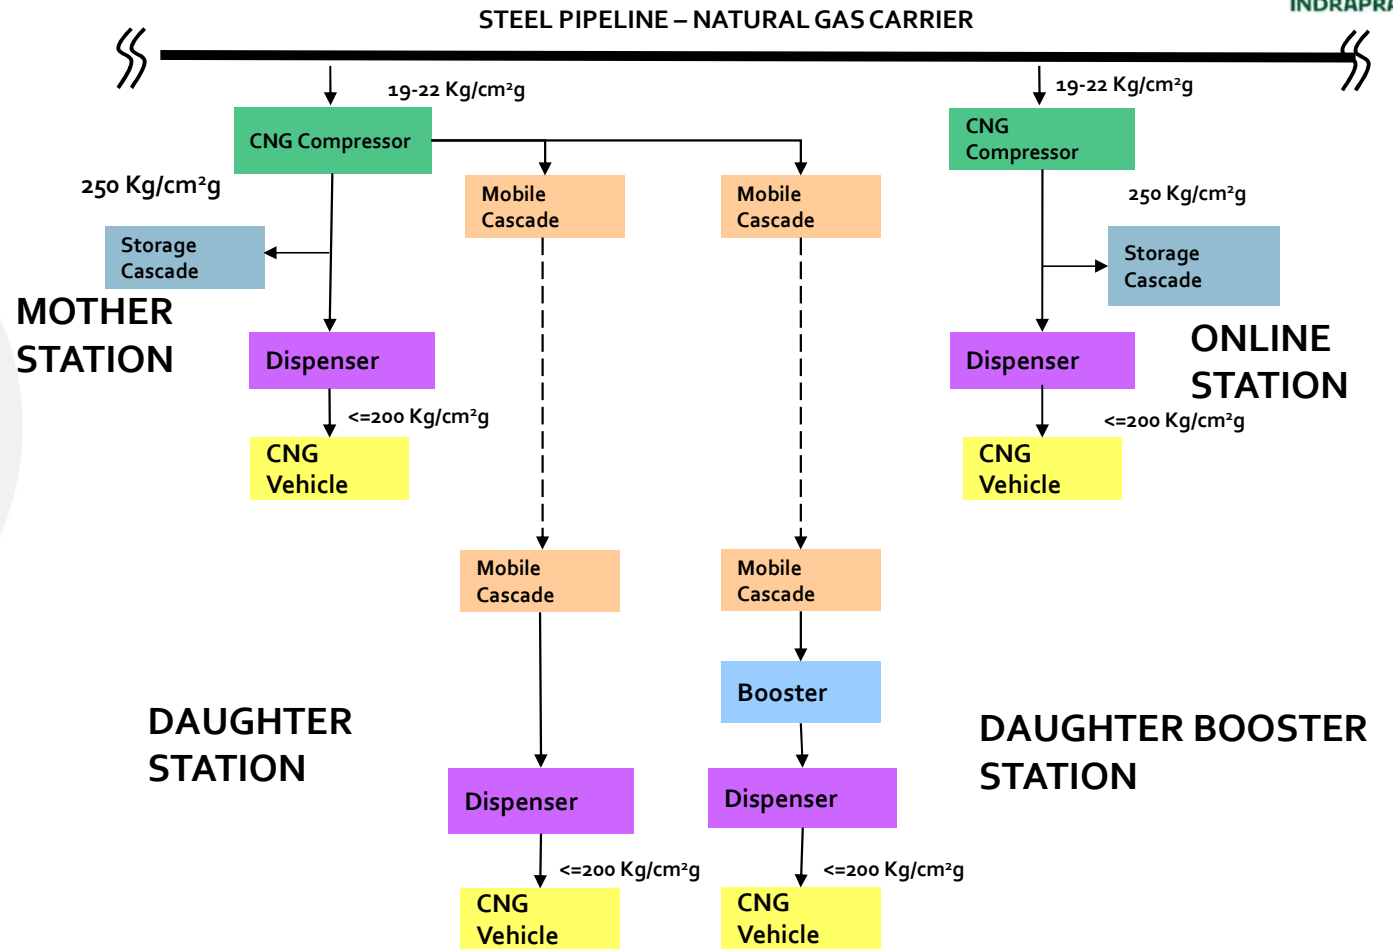 INDRAPRA
STEEL PIPELINE – NATURAL GAS CARRIER
19-22 Kg/cm²g
19-22 Kg/cm²g
CNG Compressor
CNG
Compressor
250 Kg/cm²g
Mobile
Cascade
Mobile
Cascade
250 Kg/cm²g
Storage
Cascade
Storage
Cascade
MOTHER
STATION
Dispenser
Dispenser
ONLINE
STATION
<=200 Kg/cm²g
<=200 Kg/cm²g
CNG
Vehicle
CNG
Vehicle
Mobile
Cascade
Mobile
Cascade
Booster
DAUGHTER
STATION
DAUGHTER BOOSTER
STATION
Dispenser
Dispenser
<=200 Kg/cm²g
<=200 Kg/cm²g
CNG
Vehicle
CNG
Vehicle